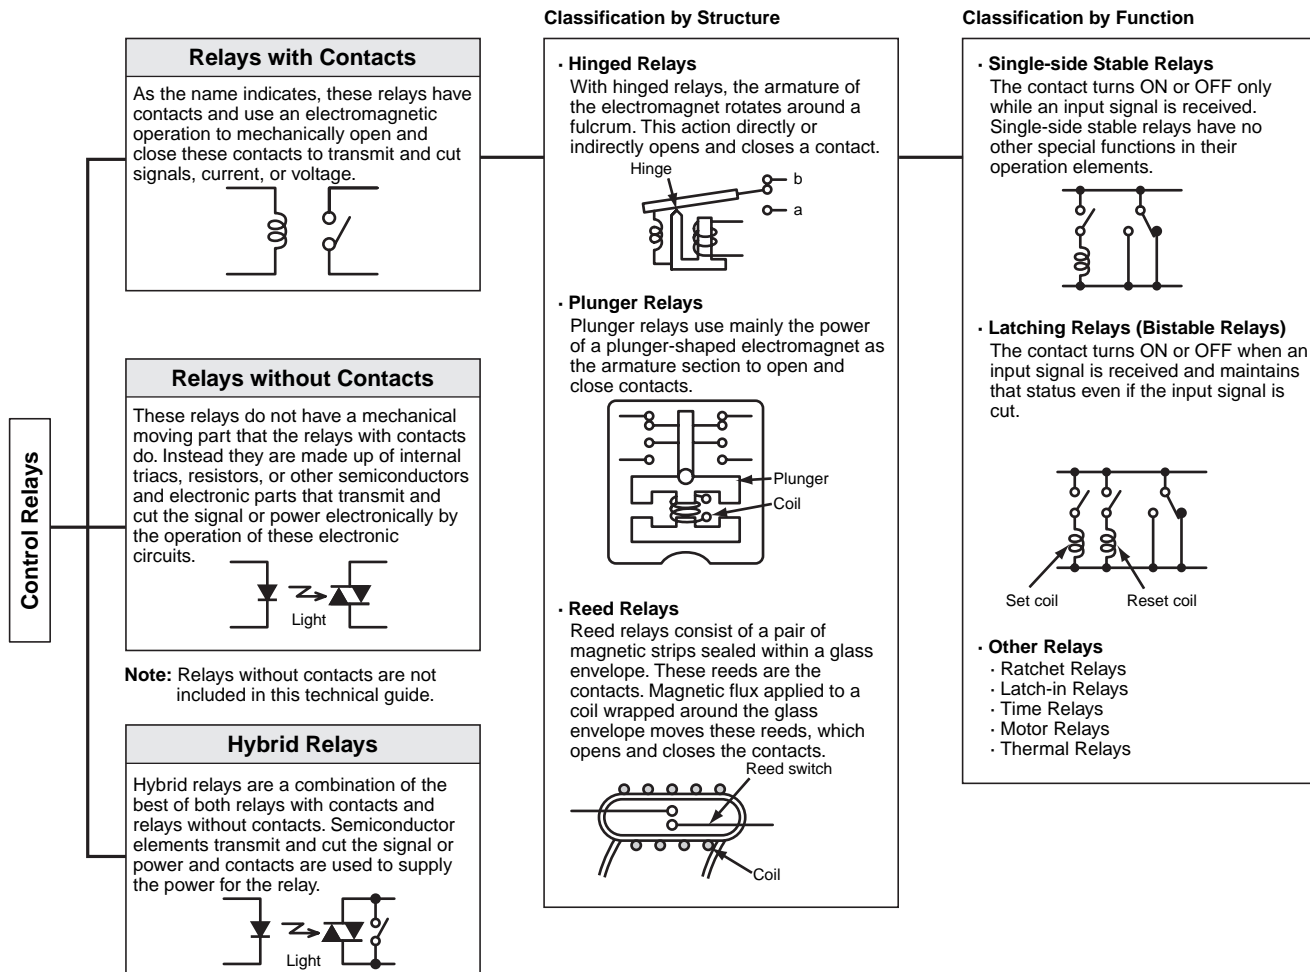 Control Relays
Relays with Contacts
As the name indicates, these relays have
contacts and use an electromagnetic
operation to mechanically open and
close these contacts to transmit and cut
signals, current, or voltage.
Relays without Contacts
These relays do not have a mechanical
moving part that the relays with contacts
do. Instead they are made up of internal
triacs, resistors, or other semiconductors
and electronic parts that transmit and
cut the signal or power electronically by
the operation of these electronic
circuits.
Light
Note: Relays without contacts are not
included in this technical guide.
Hybrid Relays
Hybrid relays are a combination of the
best of both relays with contacts and
relays without contacts. Semiconductor
elements transmit and cut the signal or
power and contacts are used to supply
the power for the relay.
Light
Classification by Structure
· Hinged Relays
With hinged relays, the armature of
the electromagnet rotates around a
fulcrum. This action directly or
indirectly opens and closes a contact.
Hinge
b
a
· Plunger Relays
Plunger relays use mainly the power
of a plunger-shaped electromagnet as
the armature section to open and
close contacts.
Plunger
Coil
· Reed Relays
Reed relays consist of a pair of
magnetic strips sealed within a glass
envelope. These reeds are the
contacts. Magnetic flux applied to a
coil wrapped around the glass
envelope moves these reeds, which
opens and closes the contacts.
Reed switch
Coil
Classification by Function
· Single-side Stable Relays
The contact turns ON or OFF only
while an input signal is received.
Single-side stable relays have no
other special functions in their
operation elements.
· Latching Relays (Bistable Relays)
The contact turns ON or OFF when an
input signal is received and maintains
that status even if the input signal is
cut.
Set coil Reset coil
· Other Relays
· Ratchet Relays
· Latch-in Relays
· Time Relays
· Motor Relays
· Thermal Relays